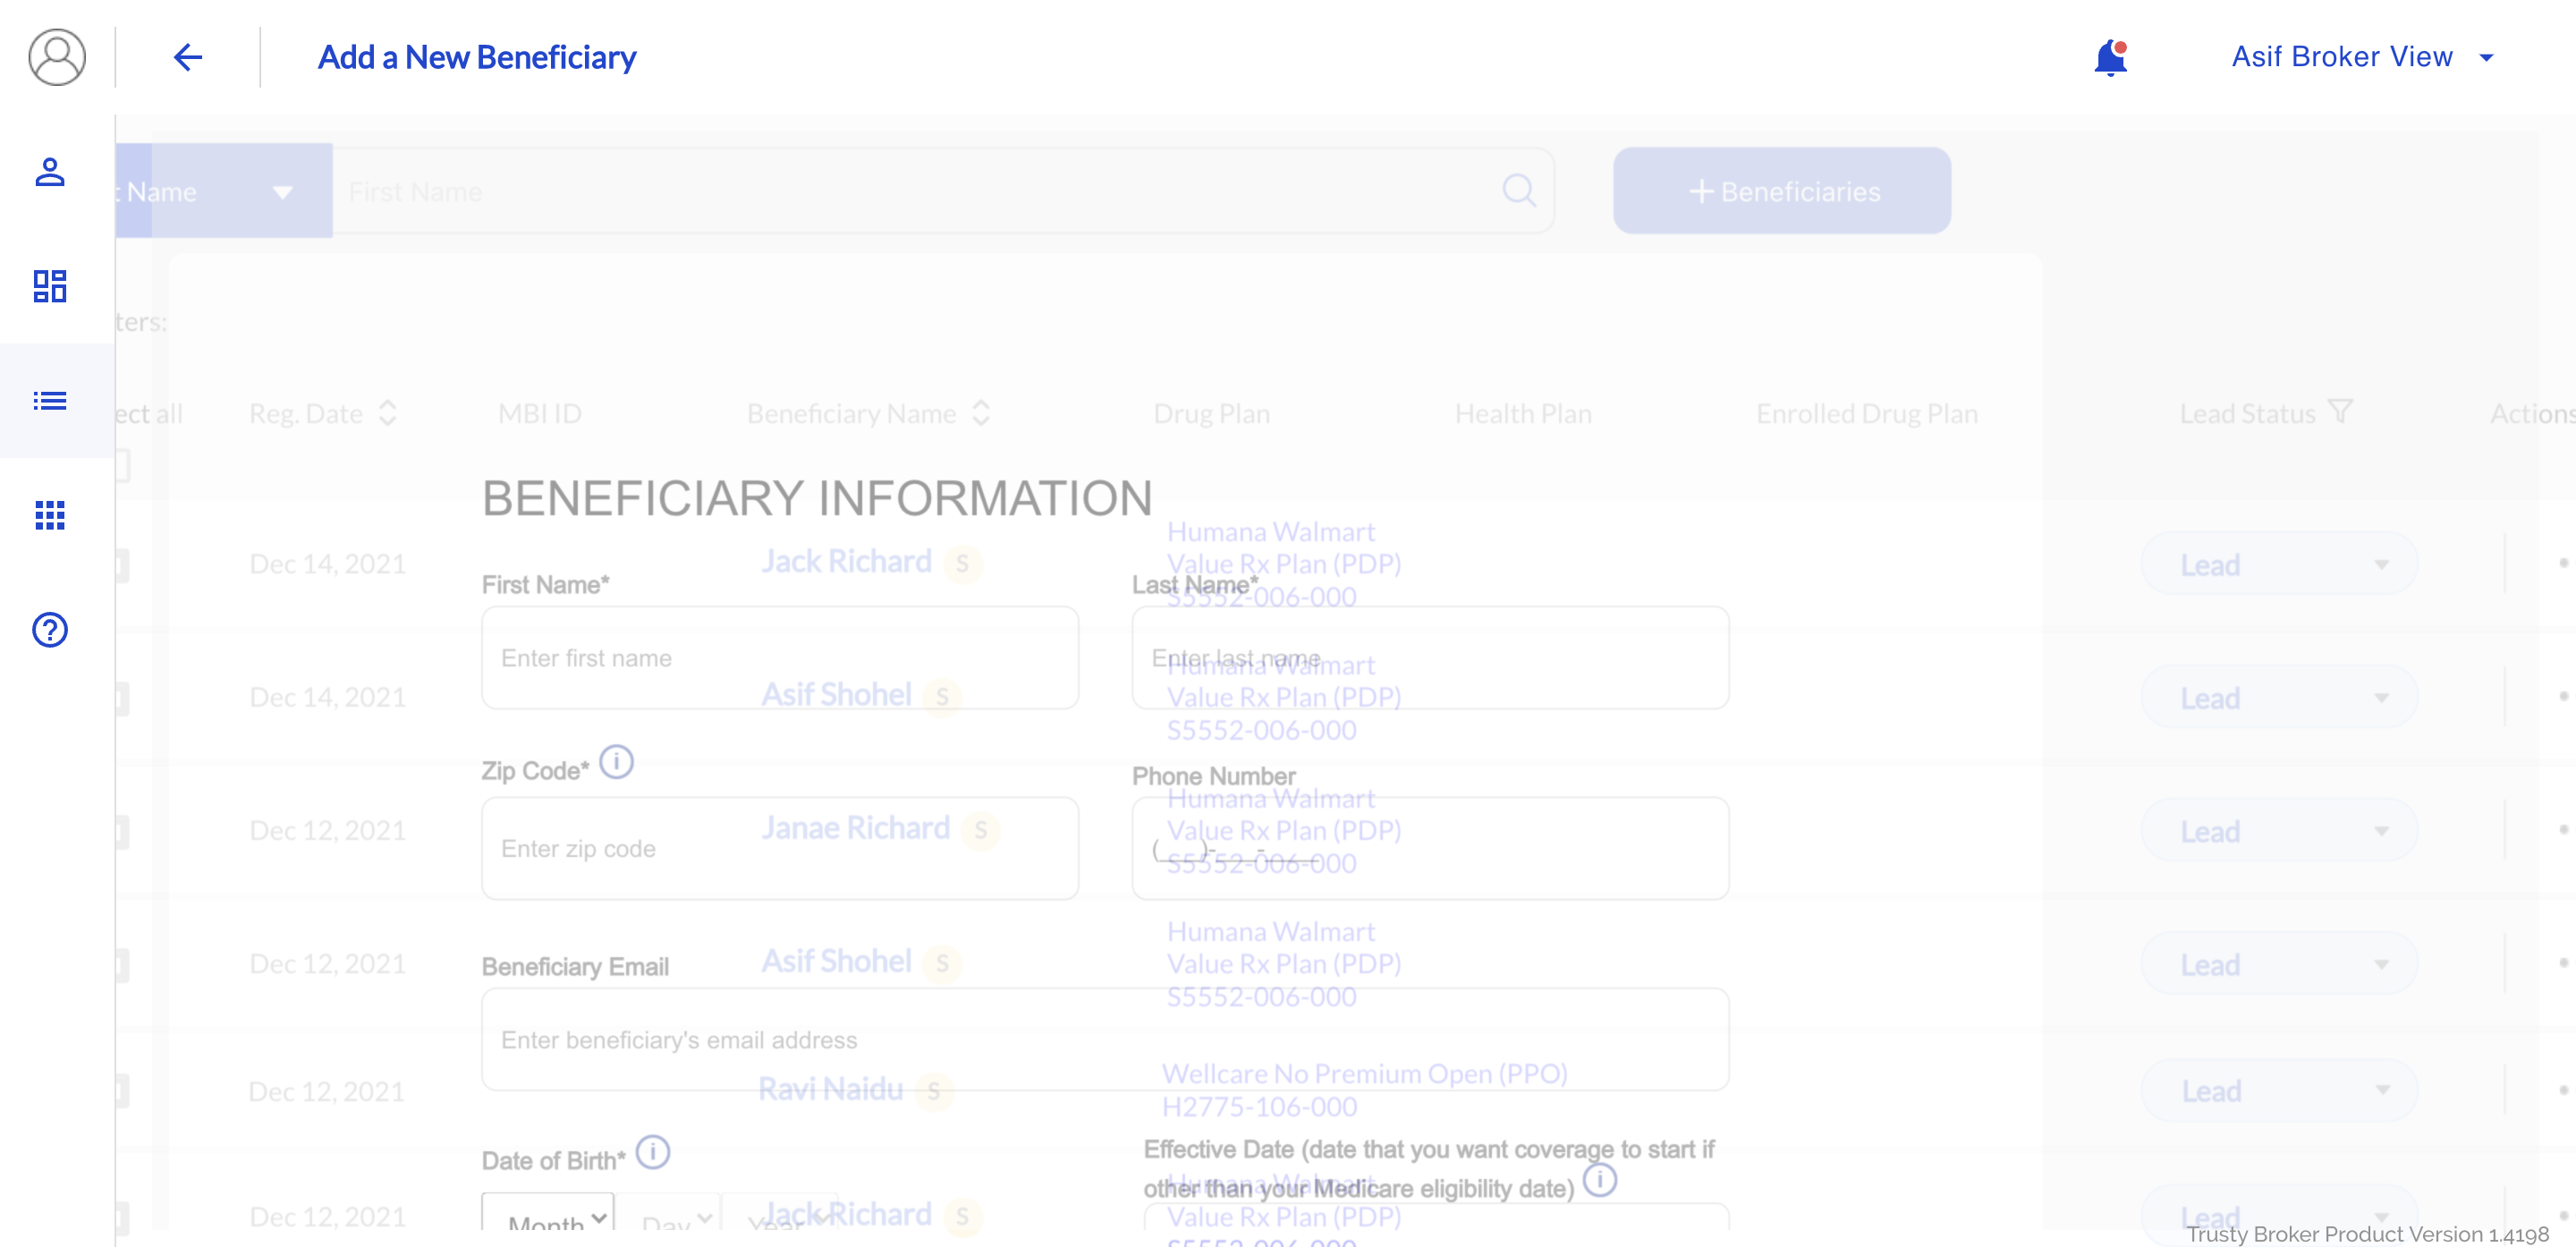 Add a New Beneficiary
Asif Broker View
t Name
First Name
+ Beneficiaries
ters:
ect all
Reg. Date
MBI ID
Beneficiary Name
Drug Plan
Health Plan
Enrolled Drug Plan
Lead Status
Actions
BENEFICIARY INFORMATION
Dec 14, 2021
Jack Richard S
Humana Walmart
Value Rx Plan (PDP)
S5552-006-000
Lead
First Name*
Last Name*
Enter first name
Enter last name
Dec 14, 2021
Asif Shohel S
Humana Walmart
Value Rx Plan (PDP)
S5552-006-000
Lead
Zip Code*
Phone Number
Enter zip code
(___)-___-____
Dec 12, 2021
Janae Richard S
Humana Walmart
Value Rx Plan (PDP)
S5552-006-000
Lead
Dec 12, 2021
Asif Shohel S
Humana Walmart
Value Rx Plan (PDP)
S5552-006-000
Lead
Beneficiary Email
Enter beneficiary's email address
Dec 12, 2021
Ravi Naidu S
Wellcare No Premium Open (PPO)
H2775-106-000
Lead
Date of Birth*
Effective Date (date that you want coverage to start if
other than your Medicare eligibility date)
Month
Day
Year
Dec 12, 2021
Jack Richard S
Humana Walmart
Value Rx Plan (PDP)
S5552-006-000
Lead
Trusty Broker Product Version 1.4198